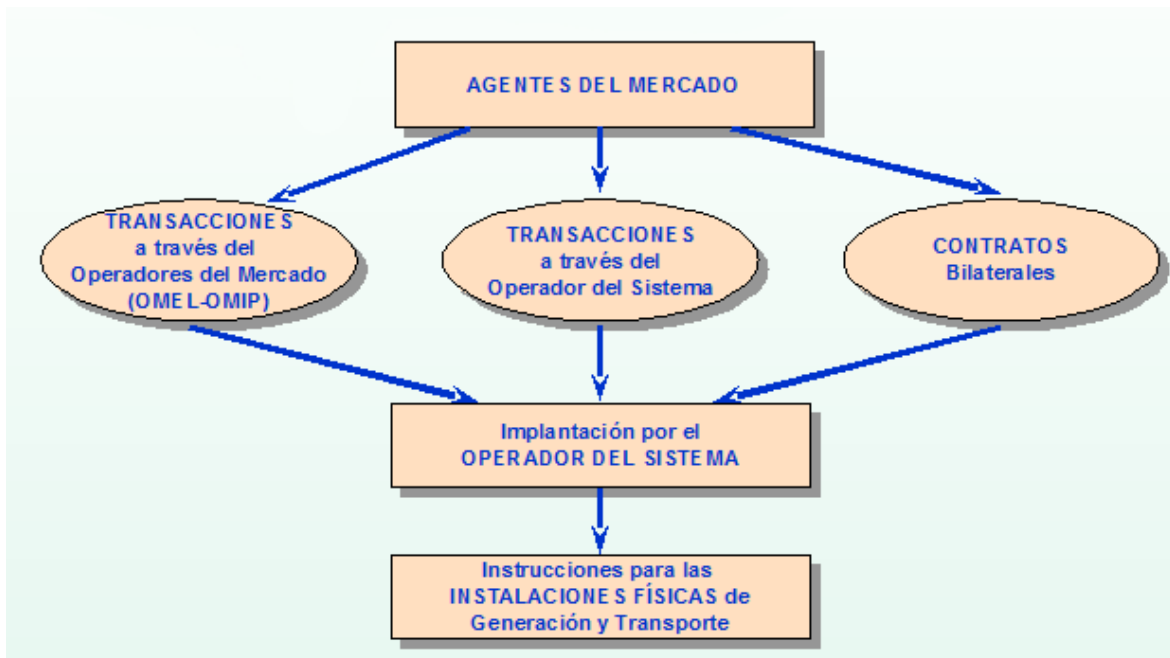 AGENTES DEL MERCADO
TRANSACCIONES
a través del
Operadores del Mercado
(OMEL-OMIP)
TRANSACCIONES
a través del
Operador del Sistema
CONTRATOS
Bilaterales
Implantación por el
OPERADOR DEL SISTEMA
Instrucciones para las
INSTALACIONES FÍSICAS de
Generación y Transporte